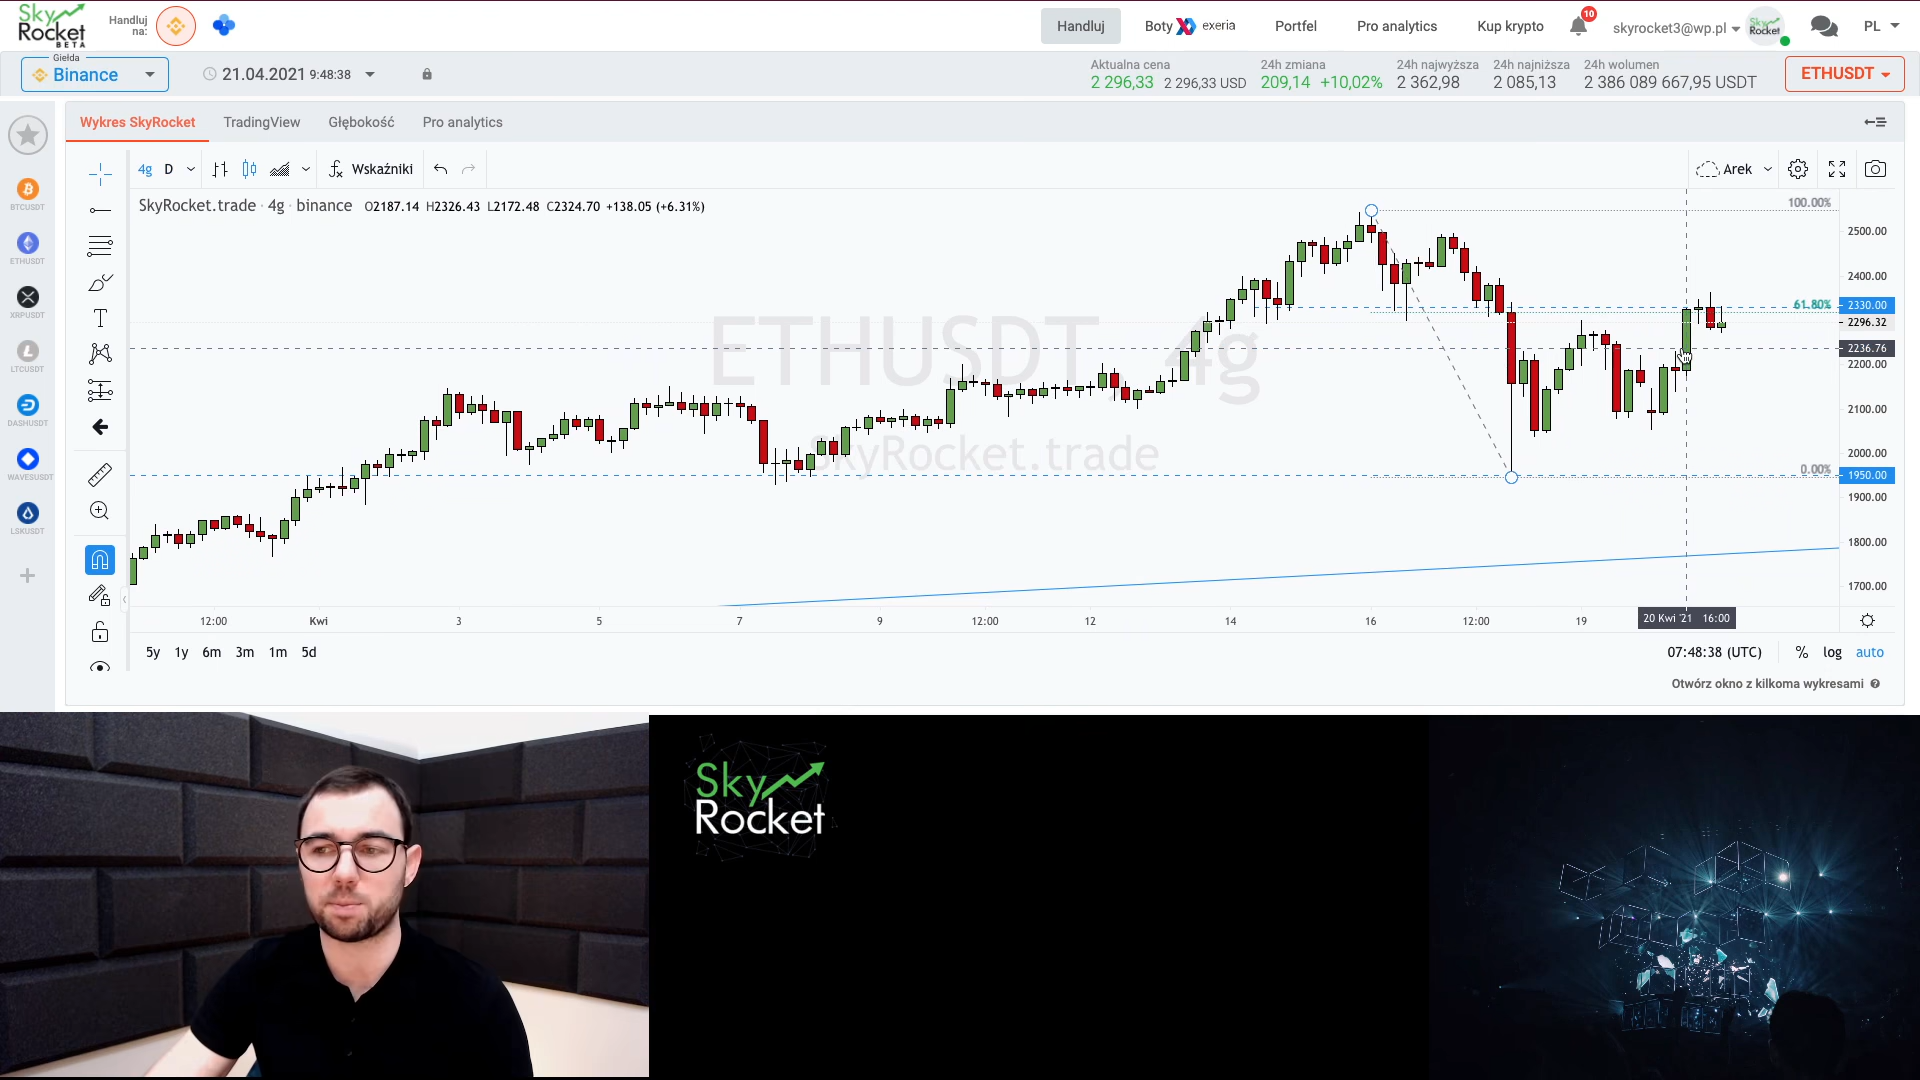 Sky
Rocket
BETA
Handluj
na:
Handluj
Boty exeria
Portfel
Pro analytics
Kup krypto
10
skyrocket3@wp.pl
Sky
Rocket
PL
Giełda
Binance
21.04.2021 9:48:38
Aktualna cena
2 296,33 2 296,33 USD
24h zmiana
209,14 +10,02%
24h najwyższa
2 362,98
24h najniższa
2 085,13
24h wolumen
2 386 089 667,95 USDT
ETHUSDT
Wykres SkyRocket
TradingView
Głębokość
Pro analytics
BTCUSDT
ETHUSDT
XRPUSDT
LTCUSDT
DASHUSDT
WAVESUSDT
LSKUSDT
4g
D
Wskaźniki
Arek
SkyRocket.trade · 4g · binance O2187.14 H2326.43 L2172.48 C2324.70 +138.05 (+6.31%)
ETHUSDT, 4g
SkyRocket.trade
100.00%
61.80%
0.00%
2500.00
2400.00
2330.00
2296.32
2236.76
2200.00
2100.00
2000.00
1950.00
1900.00
1800.00
1700.00
12:00
Kwi
3
5
7
9
12:00
12
14
16
12:00
19
20 Kwi '21 16:00
5y 1y 6m 3m 1m 5d
07:48:38 (UTC)
% log auto
Otwórz okno z kilkoma wykresami
Sky
Rocket